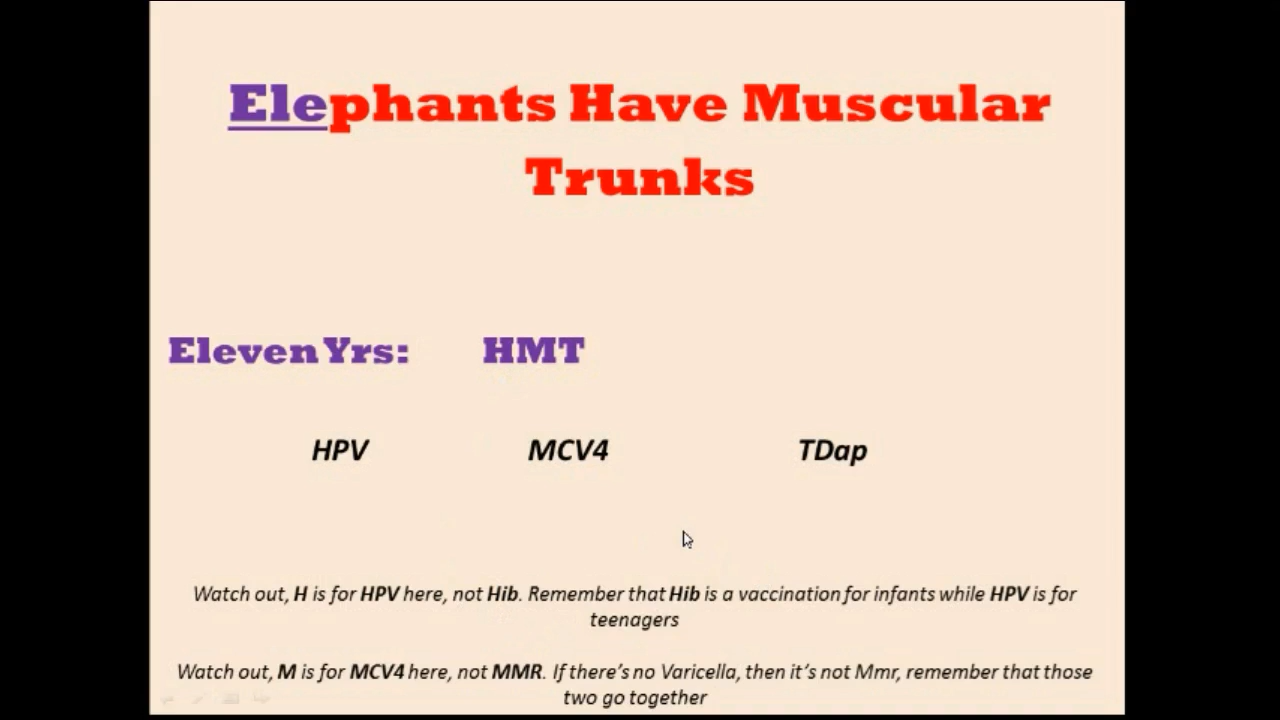 Elephants Have Muscular
Trunks
Eleven Yrs: HMT
HPV MCV4 TDap
Watch out, H is for HPV here, not Hib. Remember that Hib is a vaccination for infants while HPV is for
teenagers
Watch out, M is for MCV4 here, not MMR. If there's no Varicella, then it's not Mmr, remember that those
two go together